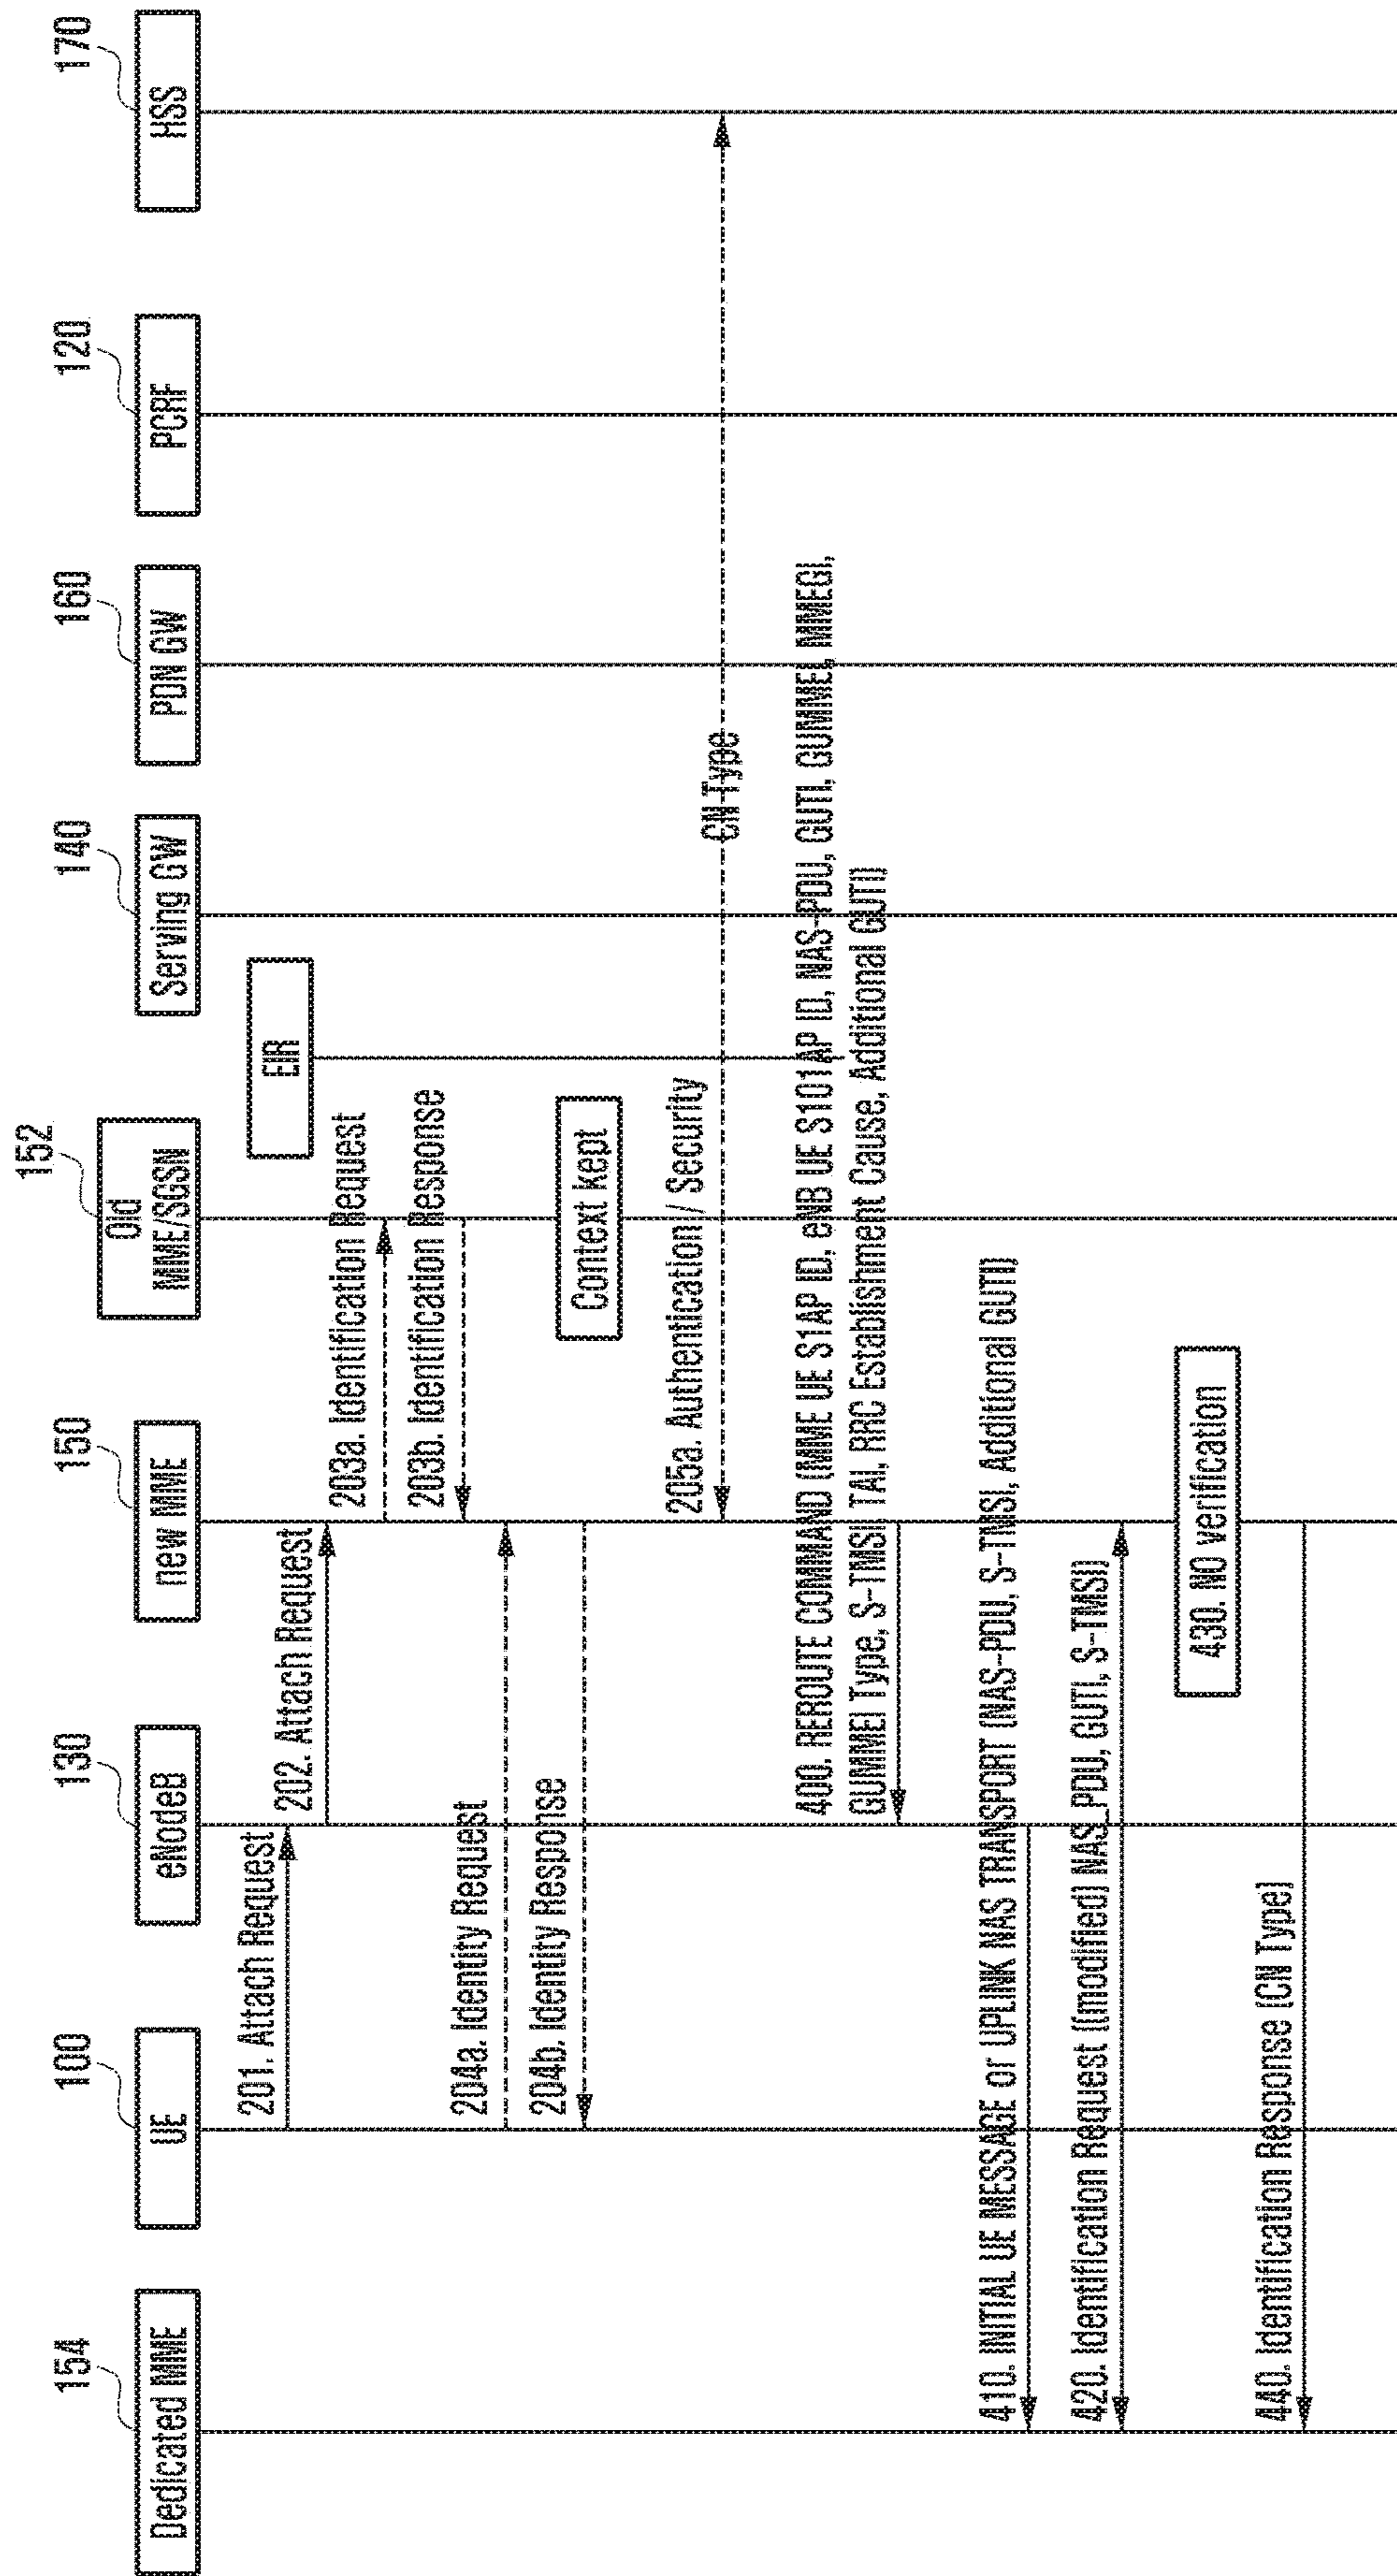 154
Dedicated MME
100
UE
130
eNodeB
150
new MME
152
Old
MME/SGSN
140
Serving GW
160
PDN GW
120
PCRF
170
HSS
EIR
201. Attach Request
202. Attach Request
203a. Identification Request
203b. Identification Response
204a. Identity Request
204b. Identity Response
Context Kept
205a. Authentication / Security
CN Type
400. REROUTE COMMAND (MME UE S1AP ID, eNB UE S101AP ID, NAS-PDU, GUTI, GUMMEI, MMEGI,
GUMMEI Type, S-TMSI, TAI, RRC Establishment Cause, Additional GUTI)
410. INITIAL UE MESSAGE or UPLINK NAS TRANSPORT (NAS-PDU, S-TMSI, Additional GUTI)
420. Identification Request ((modified) NAS_PDU, GUTI, S-TMSI)
430. NO verification
440. Identification Response (CN Type)